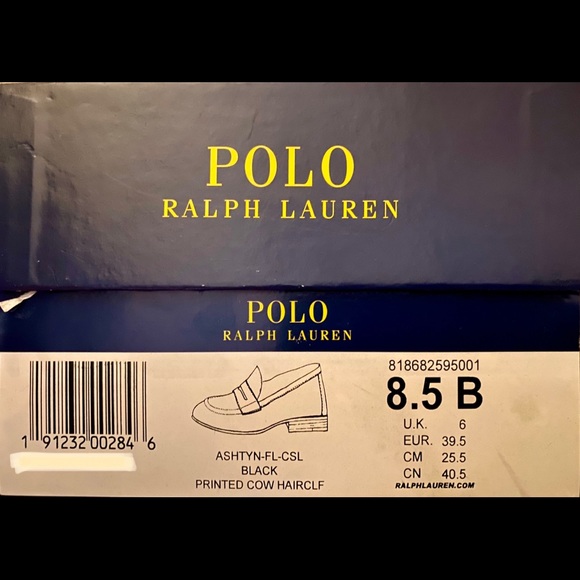 POLO
RALPH LAUREN
POLO
RALPH LAUREN
1 91232 00284 6
ASHTYN-FL-CSL
BLACK
PRINTED COW HAIRCLF
818682595001
8.5 B
U.K. 6
EUR. 39.5
CM 25.5
CN 40.5
RALPHLAUREN.COM